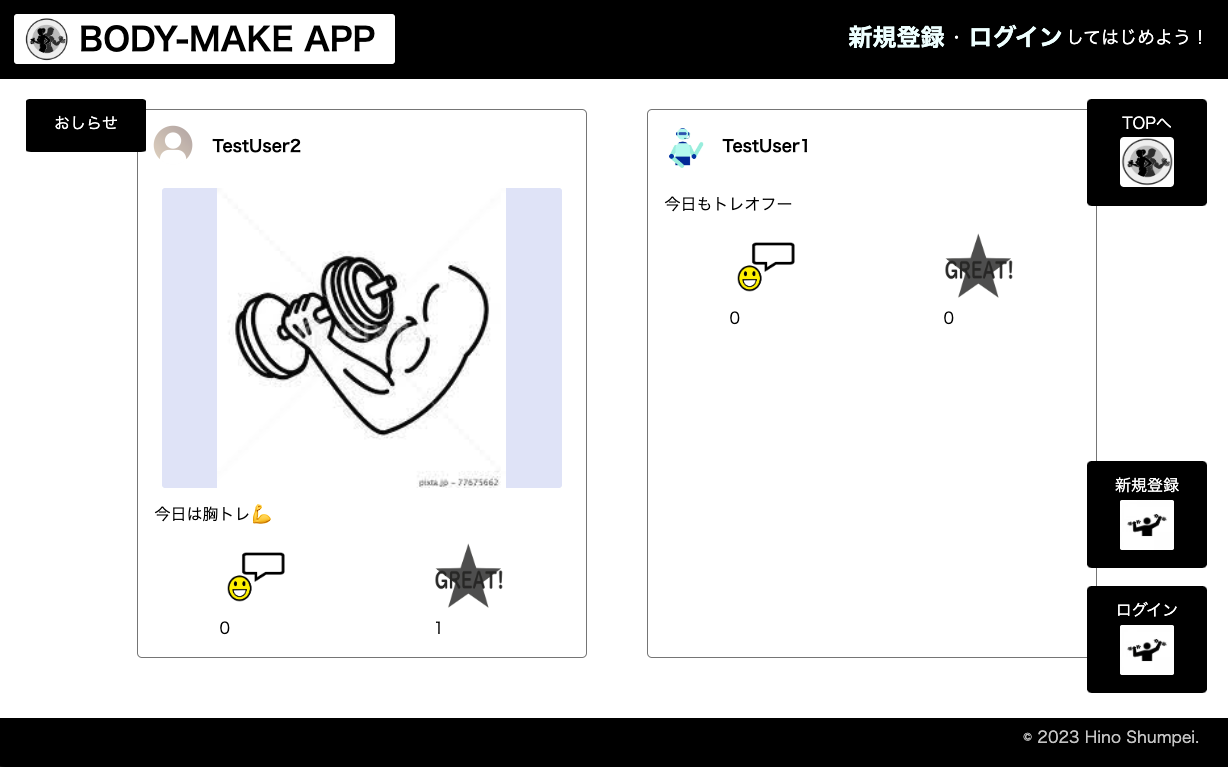 BODY-MAKE APP
新規登録 · ログイン してはじめよう！
おしらせ
TestUser2
pixta.jp - 77675662
今日は胸トレ💪
GREAT!
0
1
TestUser1
今日もトレオフー
GREAT!
0
0
TOPへ
新規登録
ログイン
© 2023 Hino Shumpei.